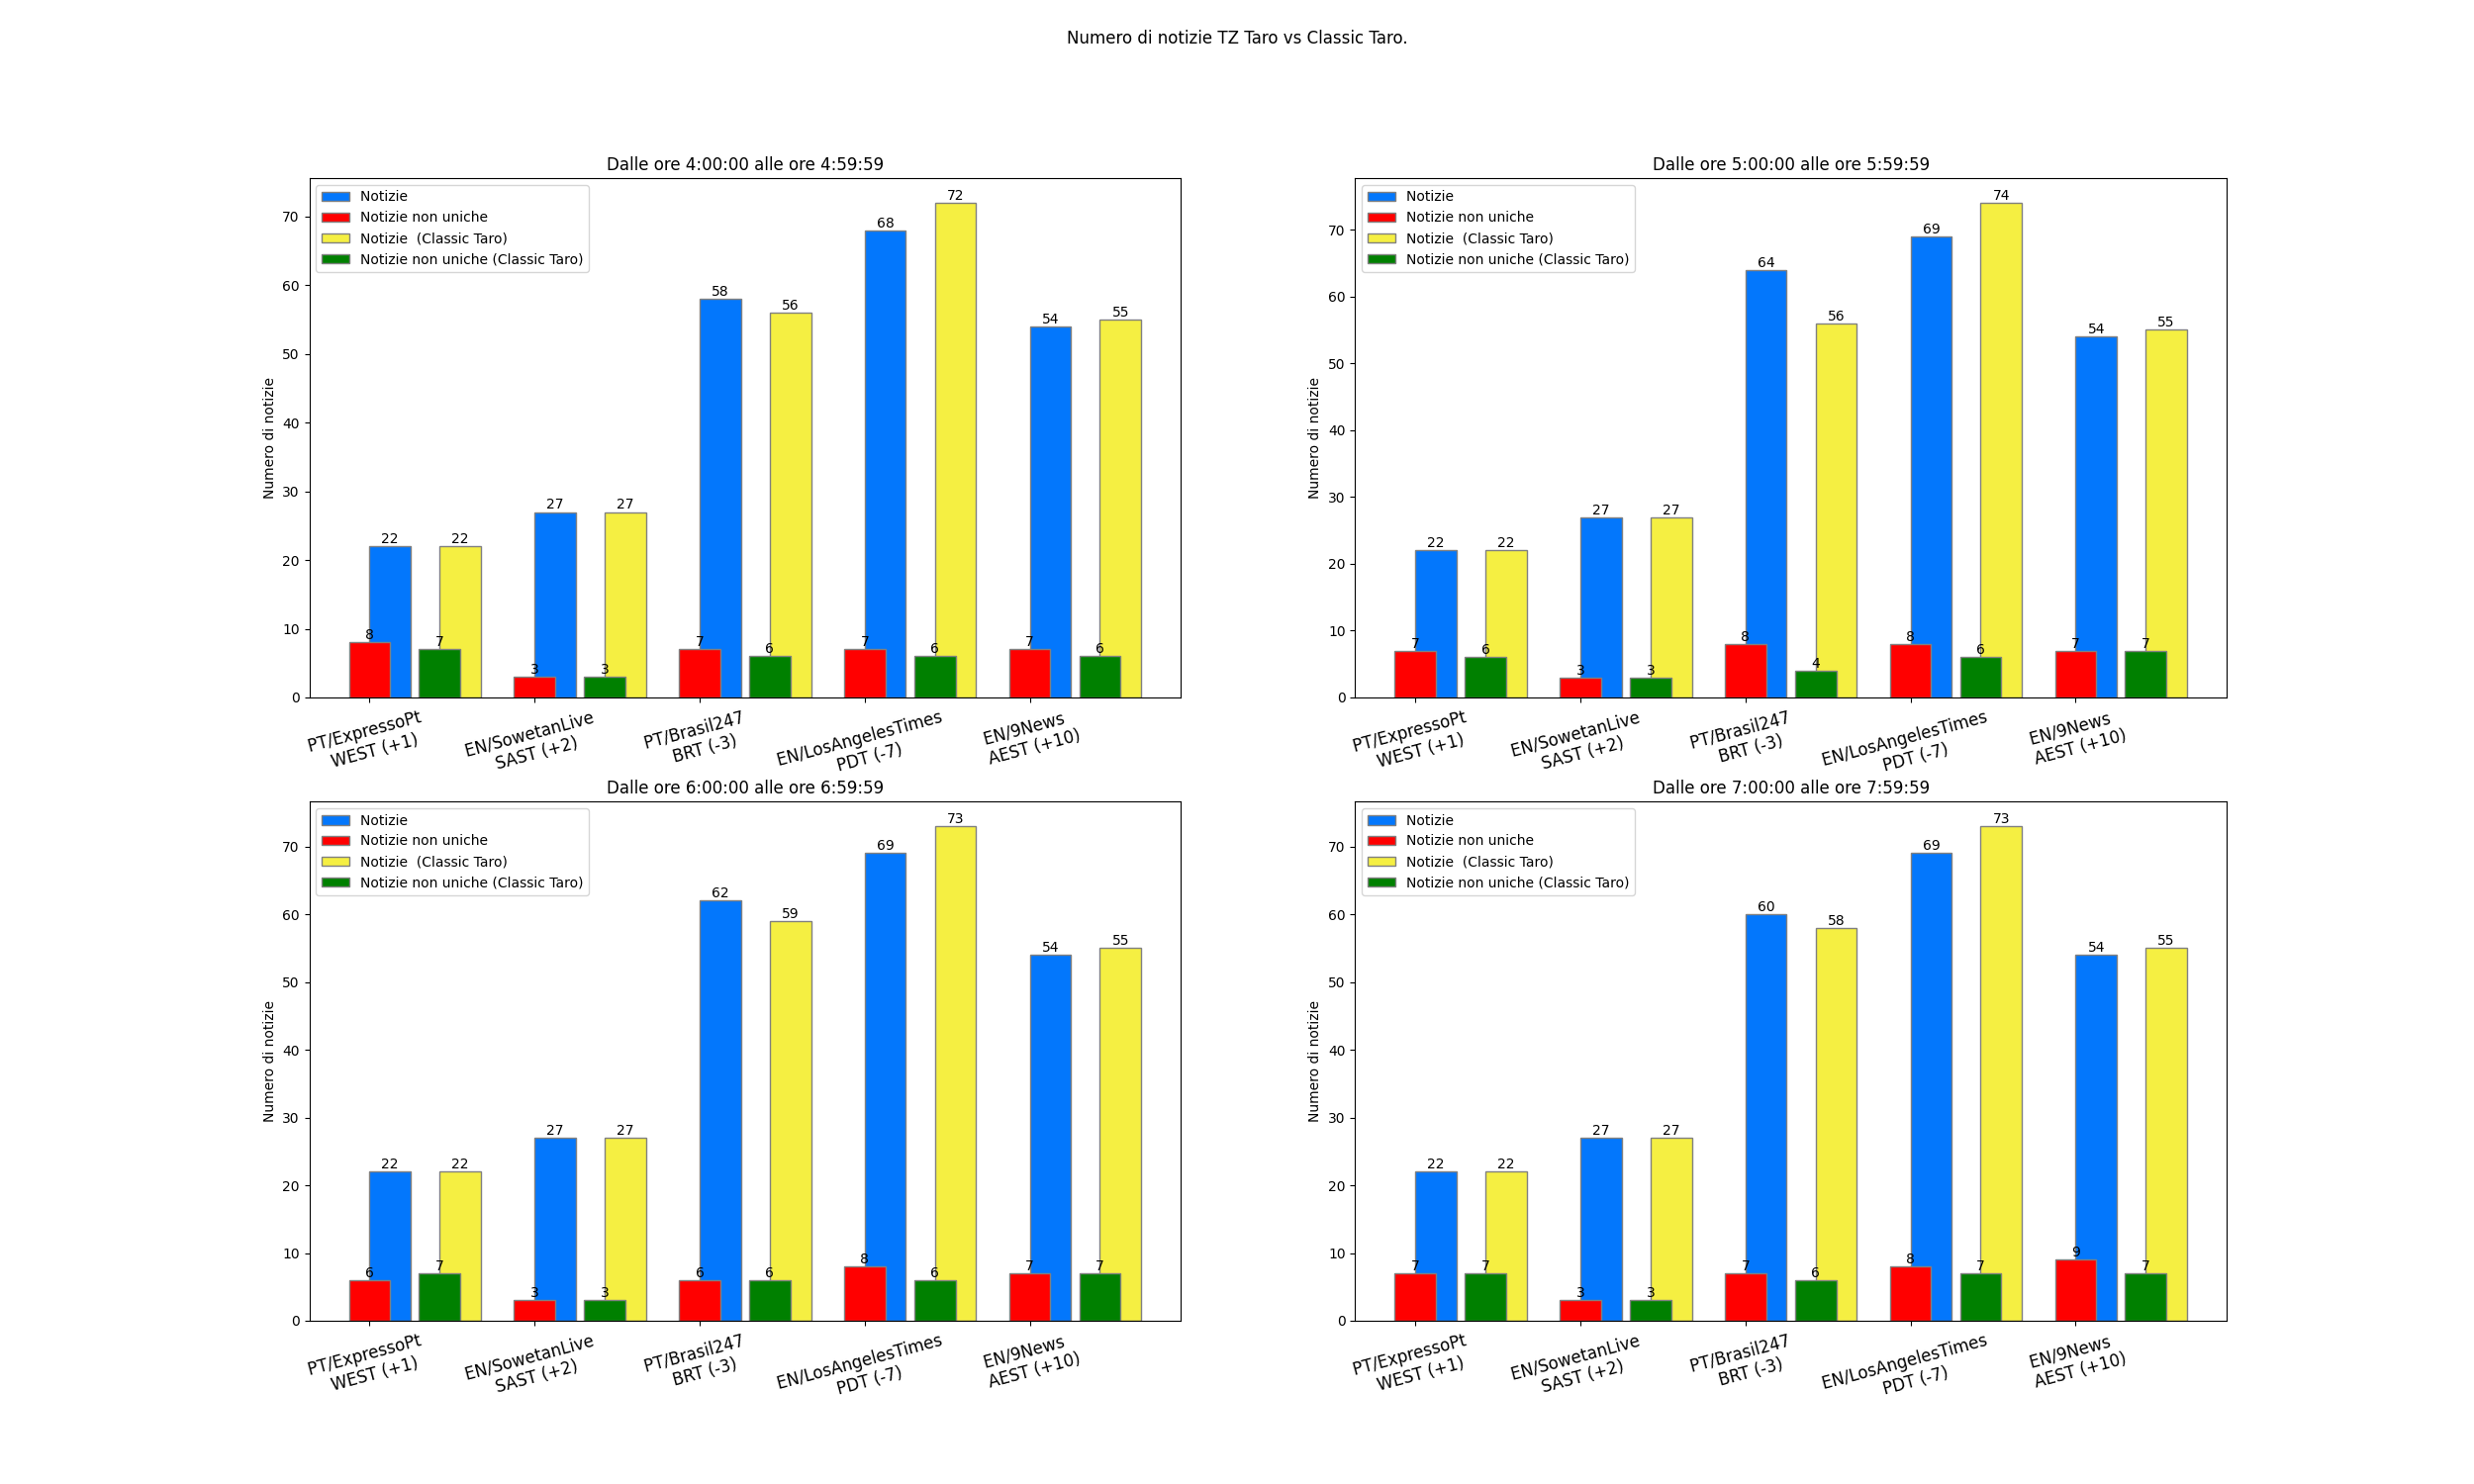 Numero di notizie TZ Taro vs Classic Taro.
Dalle ore 4:00:00 alle ore 4:59:59
Notizie
Notizie non uniche
Notizie  (Classic Taro)
Notizie non uniche (Classic Taro)
Numero di notizie
70
60
50
40
30
20
10
0
8 22 7 22
3 27 3 27
7 58 6 56
7 68 6 72
7 54 6 55
PT/ExpressoPt
WEST (+1)
EN/SowetanLive
SAST (+2)
PT/Brasil247
BRT (-3)
EN/LosAngelesTimes
PDT (-7)
EN/9News
AEST (+10)
Dalle ore 5:00:00 alle ore 5:59:59
Notizie
Notizie non uniche
Notizie  (Classic Taro)
Notizie non uniche (Classic Taro)
Numero di notizie
70
60
50
40
30
20
10
0
7 22 6 22
3 27 3 27
8 64 4 56
8 69 6 74
7 54 7 55
PT/ExpressoPt
WEST (+1)
EN/SowetanLive
SAST (+2)
PT/Brasil247
BRT (-3)
EN/LosAngelesTimes
PDT (-7)
EN/9News
AEST (+10)
Dalle ore 6:00:00 alle ore 6:59:59
Notizie
Notizie non uniche
Notizie  (Classic Taro)
Notizie non uniche (Classic Taro)
Numero di notizie
70
60
50
40
30
20
10
0
6 22 7 22
3 27 3 27
6 62 6 59
8 69 6 73
7 54 7 55
PT/ExpressoPt
WEST (+1)
EN/SowetanLive
SAST (+2)
PT/Brasil247
BRT (-3)
EN/LosAngelesTimes
PDT (-7)
EN/9News
AEST (+10)
Dalle ore 7:00:00 alle ore 7:59:59
Notizie
Notizie non uniche
Notizie  (Classic Taro)
Notizie non uniche (Classic Taro)
Numero di notizie
70
60
50
40
30
20
10
0
7 22 7 22
3 27 3 27
7 60 6 58
8 69 7 73
9 54 7 55
PT/ExpressoPt
WEST (+1)
EN/SowetanLive
SAST (+2)
PT/Brasil247
BRT (-3)
EN/LosAngelesTimes
PDT (-7)
EN/9News
AEST (+10)